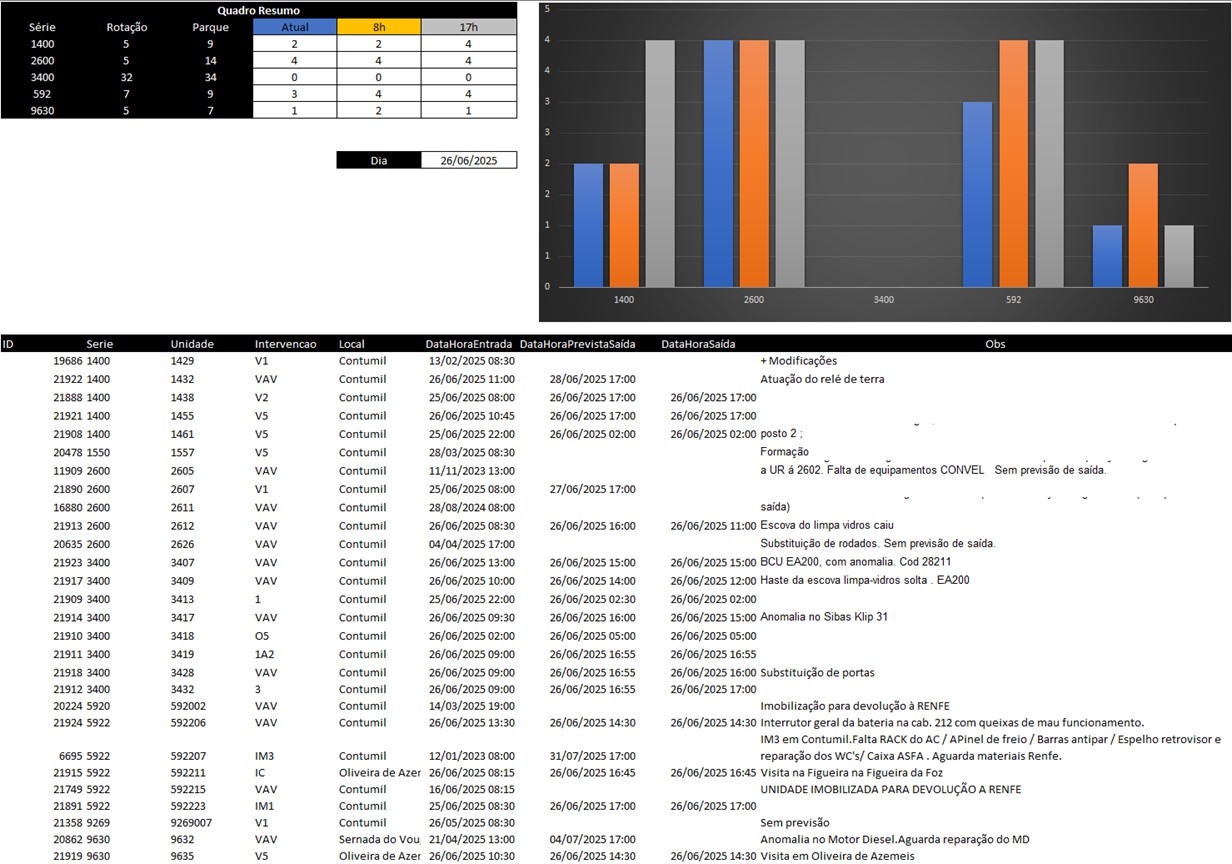 Quadro Resumo
Série Rotação Parque Atual 8h 17h
1400 5 9 2 2 4
2600 5 14 4 4 4
3400 32 34 0 0 0
592 7 9 3 4 4
9630 5 7 1 2 1
Dia 26/06/2025
5
4
4
3
3
2
2
1
1
0
1400 2600 3400 592 9630
ID Serie Unidade Intervencao Local DataHoraEntrada DataHoraPrevistaSaída DataHoraSaída Obs
19686 1400 1429 V1 Contumil 13/02/2025 08:30 + Modificações
21922 1400 1432 VAV Contumil 26/06/2025 11:00 28/06/2025 17:00 Atuação do relé de terra
21888 1400 1438 V2 Contumil 25/06/2025 08:00 26/06/2025 17:00 26/06/2025 17:00
21921 1400 1455 V5 Contumil 26/06/2025 10:45 26/06/2025 17:00 26/06/2025 17:00
21908 1400 1461 V5 Contumil 25/06/2025 22:00 26/06/2025 02:00 26/06/2025 02:00 posto 2 ;
20478 1550 1557 V5 Contumil 28/03/2025 08:30 Formação
11909 2600 2605 VAV Contumil 11/11/2023 13:00 a UR á 2602. Falta de equipamentos CONVEL Sem previsão de saída.
21890 2600 2607 V1 Contumil 25/06/2025 08:00 27/06/2025 17:00
16880 2600 2611 VAV Contumil 28/08/2024 08:00 saída)
21913 2600 2612 VAV Contumil 26/06/2025 08:30 26/06/2025 16:00 26/06/2025 11:00 Escova do limpa vidros caiu
20635 2600 2626 VAV Contumil 04/04/2025 17:00 Substituição de rodados. Sem previsão de saída.
21923 3400 3407 VAV Contumil 26/06/2025 13:00 26/06/2025 15:00 26/06/2025 15:00 BCU EA200, com anomalia. Cod 28211
21917 3400 3409 VAV Contumil 26/06/2025 10:00 26/06/2025 14:00 26/06/2025 12:00 Haste da escova limpa-vidros solta . EA200
21909 3400 3413 1 Contumil 25/06/2025 22:00 26/06/2025 02:30 26/06/2025 02:00
21914 3400 3417 VAV Contumil 26/06/2025 09:30 26/06/2025 16:00 26/06/2025 15:00 Anomalia no Sibas Klip 31
21910 3400 3418 O5 Contumil 26/06/2025 02:00 26/06/2025 05:00 26/06/2025 05:00
21911 3400 3419 1A2 Contumil 26/06/2025 09:00 26/06/2025 16:55 26/06/2025 16:55
21918 3400 3428 VAV Contumil 26/06/2025 09:00 26/06/2025 16:55 26/06/2025 16:00 Substituição de portas
21912 3400 3432 3 Contumil 26/06/2025 09:00 26/06/2025 16:55 26/06/2025 17:00
20224 5920 592002 VAV Contumil 14/03/2025 19:00 Imobilização para devolução à RENFE
21924 5922 592206 VAV Contumil 26/06/2025 13:30 26/06/2025 14:30 26/06/2025 14:30 Interrutor geral da bateria na cab. 212 com queixas de mau funcionamento.
IM3 em Contumil.Falta RACK do AC / APinel de freio / Barras antipar / Espelho retrovisor e
6695 5922 592207 IM3 Contumil 12/01/2023 08:00 31/07/2025 17:00 reparação dos WC's/ Caixa ASFA . Aguarda materiais Renfe.
21915 5922 592211 IC Oliveira de Azer 26/06/2025 08:15 26/06/2025 16:45 26/06/2025 16:45 Visita na Figueira na Figueira da Foz
21749 5922 592215 VAV Contumil 16/06/2025 08:15 UNIDADE IMOBILIZADA PARA DEVOLUÇÃO A RENFE
21891 5922 592223 IM1 Contumil 25/06/2025 08:30 26/06/2025 17:00 26/06/2025 17:00
21358 9269 9269007 V1 Contumil 26/05/2025 08:30 Sem previsão
20862 9630 9632 VAV Sernada do Vou 21/04/2025 13:00 04/07/2025 17:00 Anomalia no Motor Diesel.Aguarda reparação do MD
21919 9630 9635 V5 Oliveira de Azer 26/06/2025 10:30 26/06/2025 14:30 26/06/2025 14:30 Visita em Oliveira de Azemeis